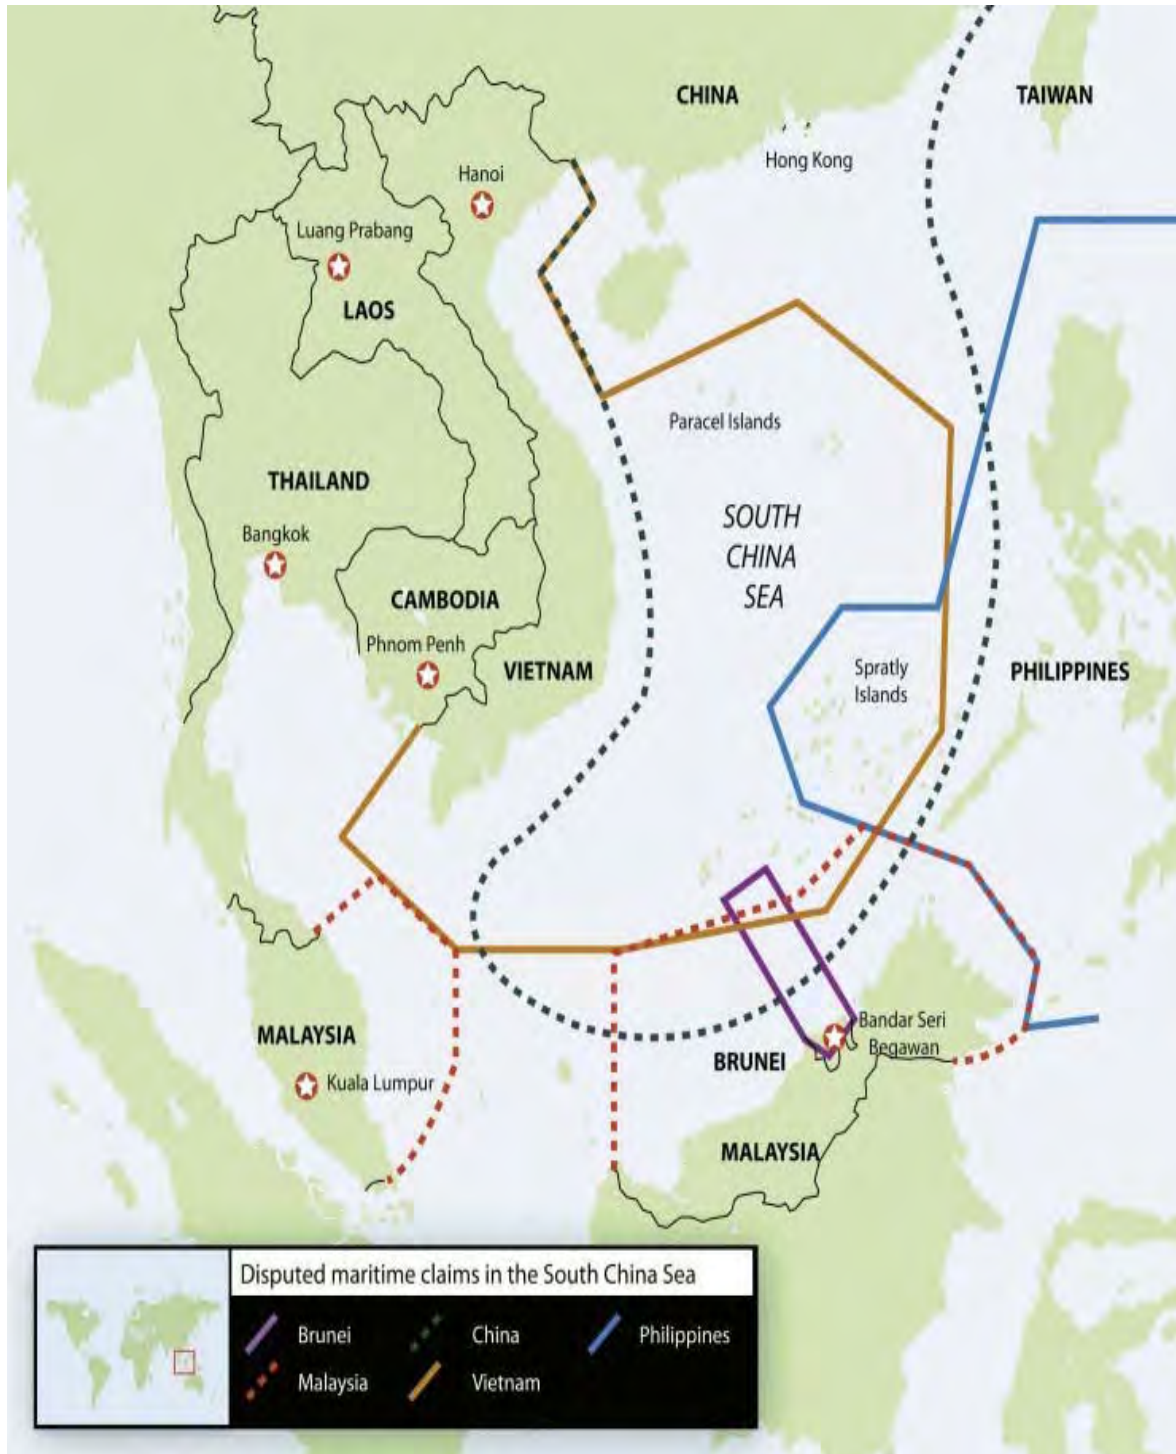 CHINA
TAIWAN
Hong Kong
Hanoi
Luang Prabang
LAOS
Paracel Islands
THAILAND
SOUTH
CHINA
SEA
Bangkok
CAMBODIA
Phnom Penh
VIETNAM
Spratly
Islands
PHILIPPINES
MALAYSIA
Kuala Lumpur
Bandar Seri
Begawan
BRUNEI
MALAYSIA
Disputed maritime claims in the South China Sea
Brunei
China
Philippines
Malaysia
Vietnam